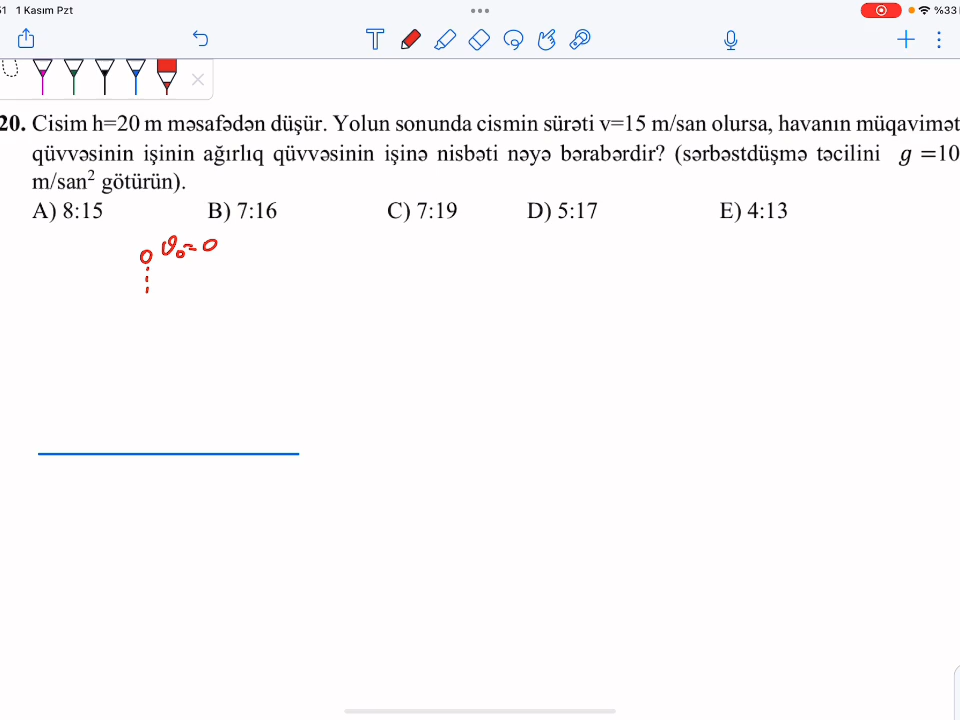 51 1 Kasım Pzt %33
20. Cisim h=20 m məsafədən düşür. Yolun sonunda cismin sürəti v=15 m/san olursa, havanın müqavimət
qüvvəsinin işinin ağırlıq qüvvəsinin işinə nisbəti nəyə bərabərdir? (sərbəstdüşmə təcilini g =10
m/san² götürün).
A) 8:15 B) 7:16 C) 7:19 D) 5:17 E) 4:13
ϑ₀=0